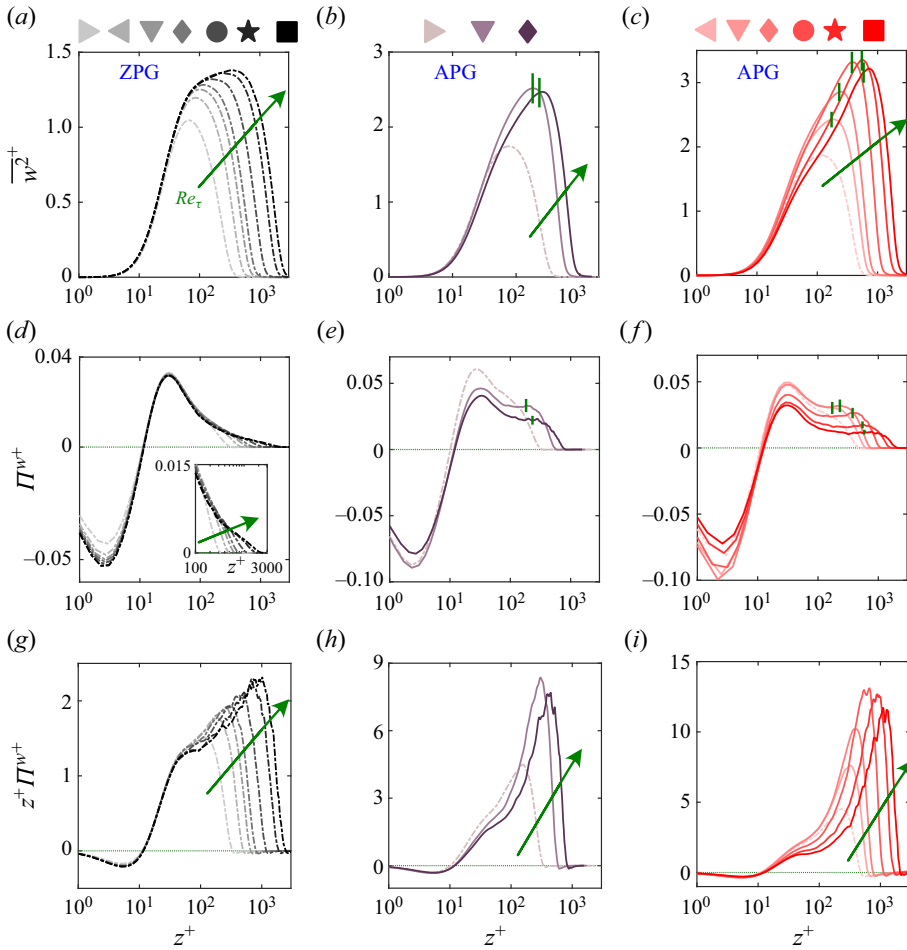 (a) (b) (c)
1.5 3 
ZPG APG APG
3
1.0 2
2
$\overline{w^2}^+$
$Re_\tau$
0.5 1 1
0 0 0
10^0 10^1 10^2 10^3 10^0 10^1 10^2 10^3 10^0 10^1 10^2 10^3
(d) (e) (f)
0.04
0.05 0.05
Π^{w+}
0 0 0
0.015
−0.05 −0.05
0
100 z^+ 3000
−0.05 −0.10 −0.10
10^0 10^1 10^2 10^3 10^0 10^1 10^2 10^3 10^0 10^1 10^2 10^3
(g) (h) (i)
9 15
2
6 10
z^+Π^{w+}
1
3 5
0 0 0
10^0 10^1 10^2 10^3 10^0 10^1 10^2 10^3 10^0 10^1 10^2 10^3
z^+ z^+ z^+